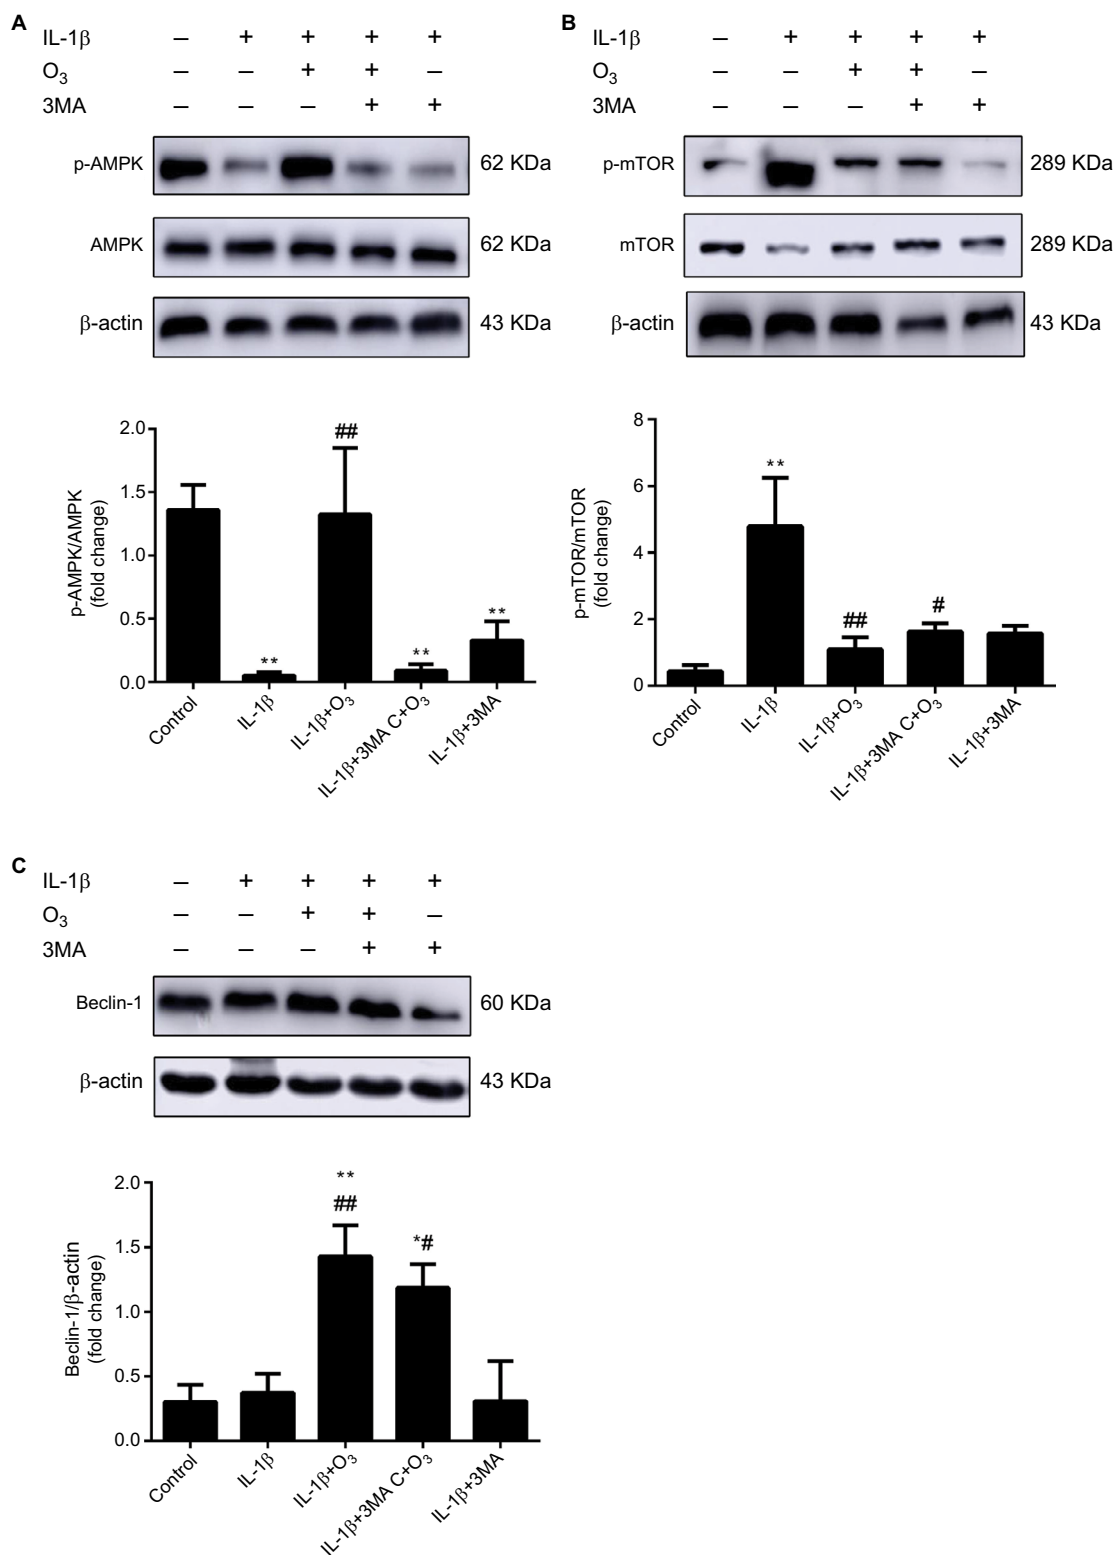 A
IL-1β – + + + +
O3 – – + + –
3MA – – – + +
p-AMPK 62 KDa
AMPK 62 KDa
β-actin 43 KDa
2.0
1.5
1.0
0.5
0.0
p-AMPK/AMPK
(fold change)
**
##
**
**
Control
IL-1β
IL-1β+O3
IL-1β+3MA C+O3
IL-1β+3MA
B
IL-1β – + + + +
O3 – – + + –
3MA – – – + +
p-mTOR 289 KDa
mTOR 289 KDa
β-actin 43 KDa
8
6
4
2
0
p-mTOR/mTOR
(fold change)
**
##
#
Control
IL-1β
IL-1β+O3
IL-1β+3MA C+O3
IL-1β+3MA
C
IL-1β – + + + +
O3 – – + + –
3MA – – – + +
Beclin-1 60 KDa
β-actin 43 KDa
2.0
1.5
1.0
0.5
0.0
Beclin-1/β-actin
(fold change)
**
##
*#
Control
IL-1β
IL-1β+O3
IL-1β+3MA C+O3
IL-1β+3MA